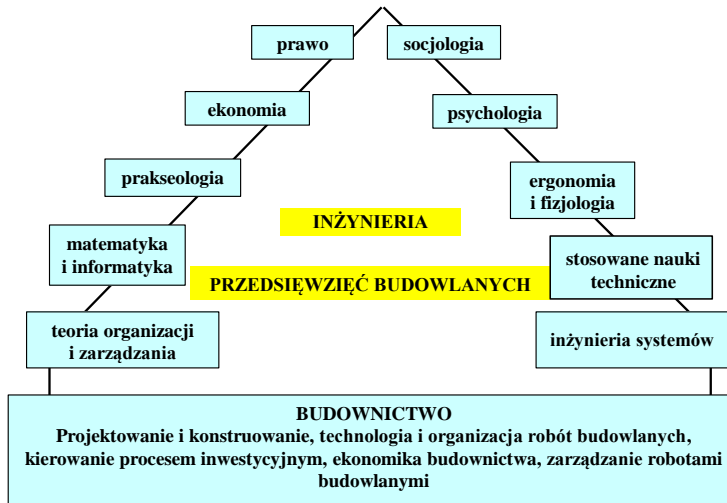 prawo
socjologia
ekonomia
psychologia
prakseologia
ergonomia
i fizjologia
INŻYNIERIA
matematyka
i informatyka
stosowane nauki
techniczne
PRZEDSIĘWZIĘĆ BUDOWLANYCH
teoria organizacji
i zarządzania
inżynieria systemów
BUDOWNICTWO
Projektowanie i konstruowanie, technologia i organizacja robót budowlanych,
kierowanie procesem inwestycyjnym, ekonomika budownictwa, zarządzanie robotami
budowlanymi